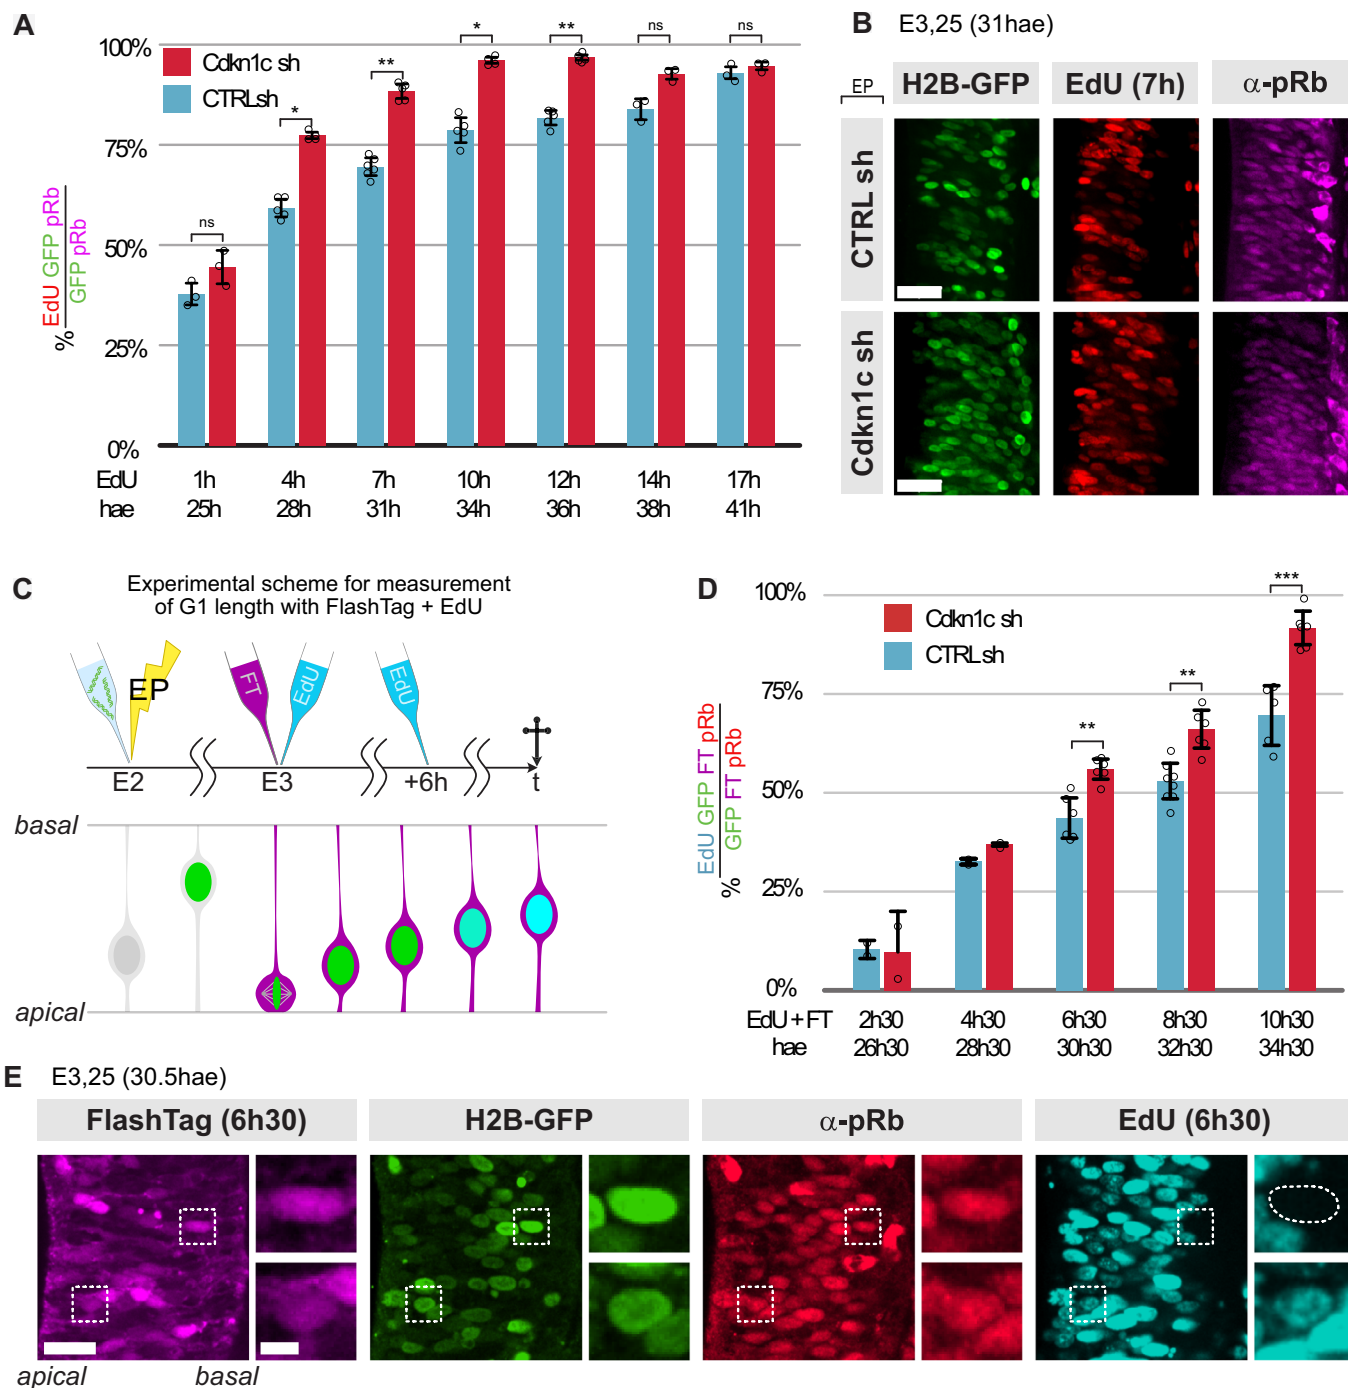 A
100%
75%
50%
25%
0%
Cdkn1c sh
CTRLsh
ns
*
**
*
**
ns
ns
% EdU GFP pRb
GFP pRb
EdU 1h 4h 7h 10h 12h 14h 17h
hae 25h 28h 31h 34h 36h 38h 41h
B E3,25 (31hae)
EP H2B-GFP EdU (7h) α-pRb
CTRL sh
Cdkn1c sh
C
Experimental scheme for measurement
of G1 length with FlashTag + EdU
EP
FT
EdU
EdU
E2 E3 +6h t
basal
apical
D
100%
75%
50%
25%
0%
Cdkn1c sh
CTRLsh
**
**
***
% EdU GFP FT pRb
GFP FT pRb
EdU + FT 2h30 4h30 6h30 8h30 10h30
hae 26h30 28h30 30h30 32h30 34h30
E E3,25 (30.5hae)
FlashTag (6h30) H2B-GFP α-pRb EdU (6h30)
apical basal